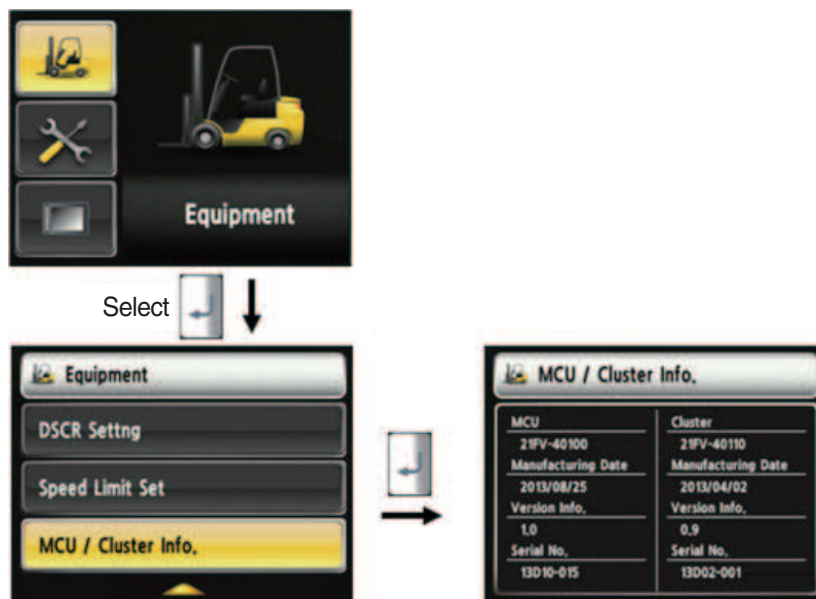 Equipment
Select
Equipment
DSCR Settng
Speed Limit Set
MCU / Cluster Info.
MCU / Cluster Info.
MCU
21FV-40100
Manufacturing Date
2013/08/25
Version Info.
1.0
Serial No.
13D10-015
Cluster
21FV-40110
Manufacturing Date
2013/04/02
Version Info.
0.9
Serial No.
13D02-001